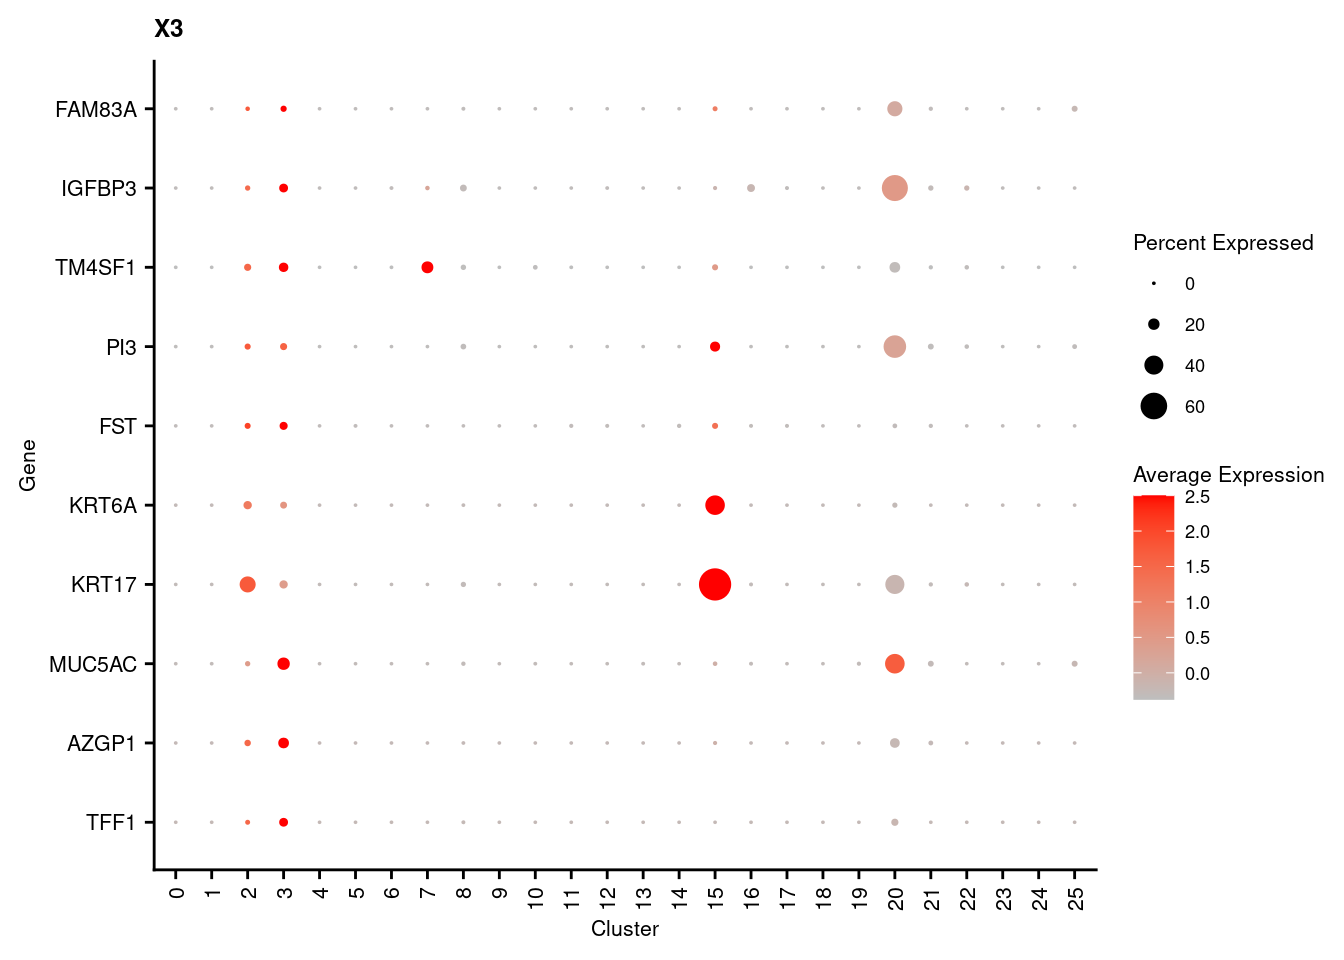 X3
FAM83A
IGFBP3
TM4SF1
PI3
FST
KRT6A
KRT17
MUC5AC
AZGP1
TFF1
Gene
0 1 2 3 4 5 6 7 8 9 10 11 12 13 14 15 16 17 18 19 20 21 22 23 24 25
Cluster
Percent Expressed
0
20
40
60
Average Expression
2.5
2.0
1.5
1.0
0.5
0.0